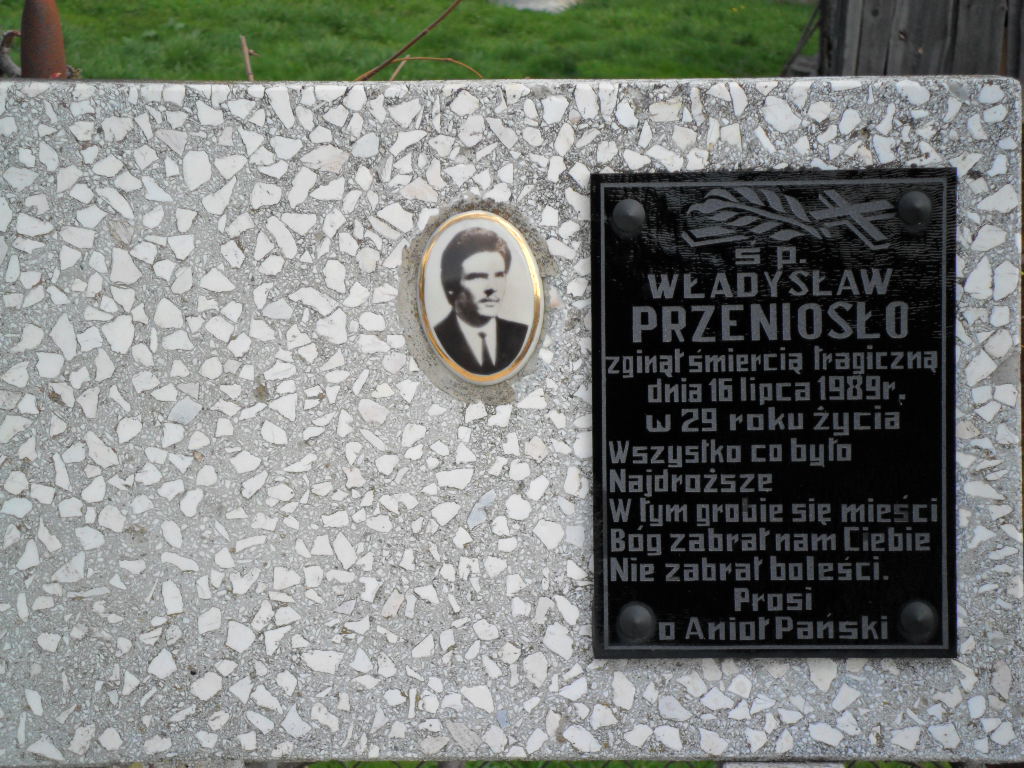 Ś P.
WŁADYSŁAW
PRZENIOSŁO
zginął śmiercią tragiczną
dnia 16 lipca 1989r.
w 29 roku życia
Wszystko co było
Najdroższe
W tym grobie się mieści
Bóg zabrał nam Ciebie
Nie zabrał boleści.
Prosi
o Anioł Pański